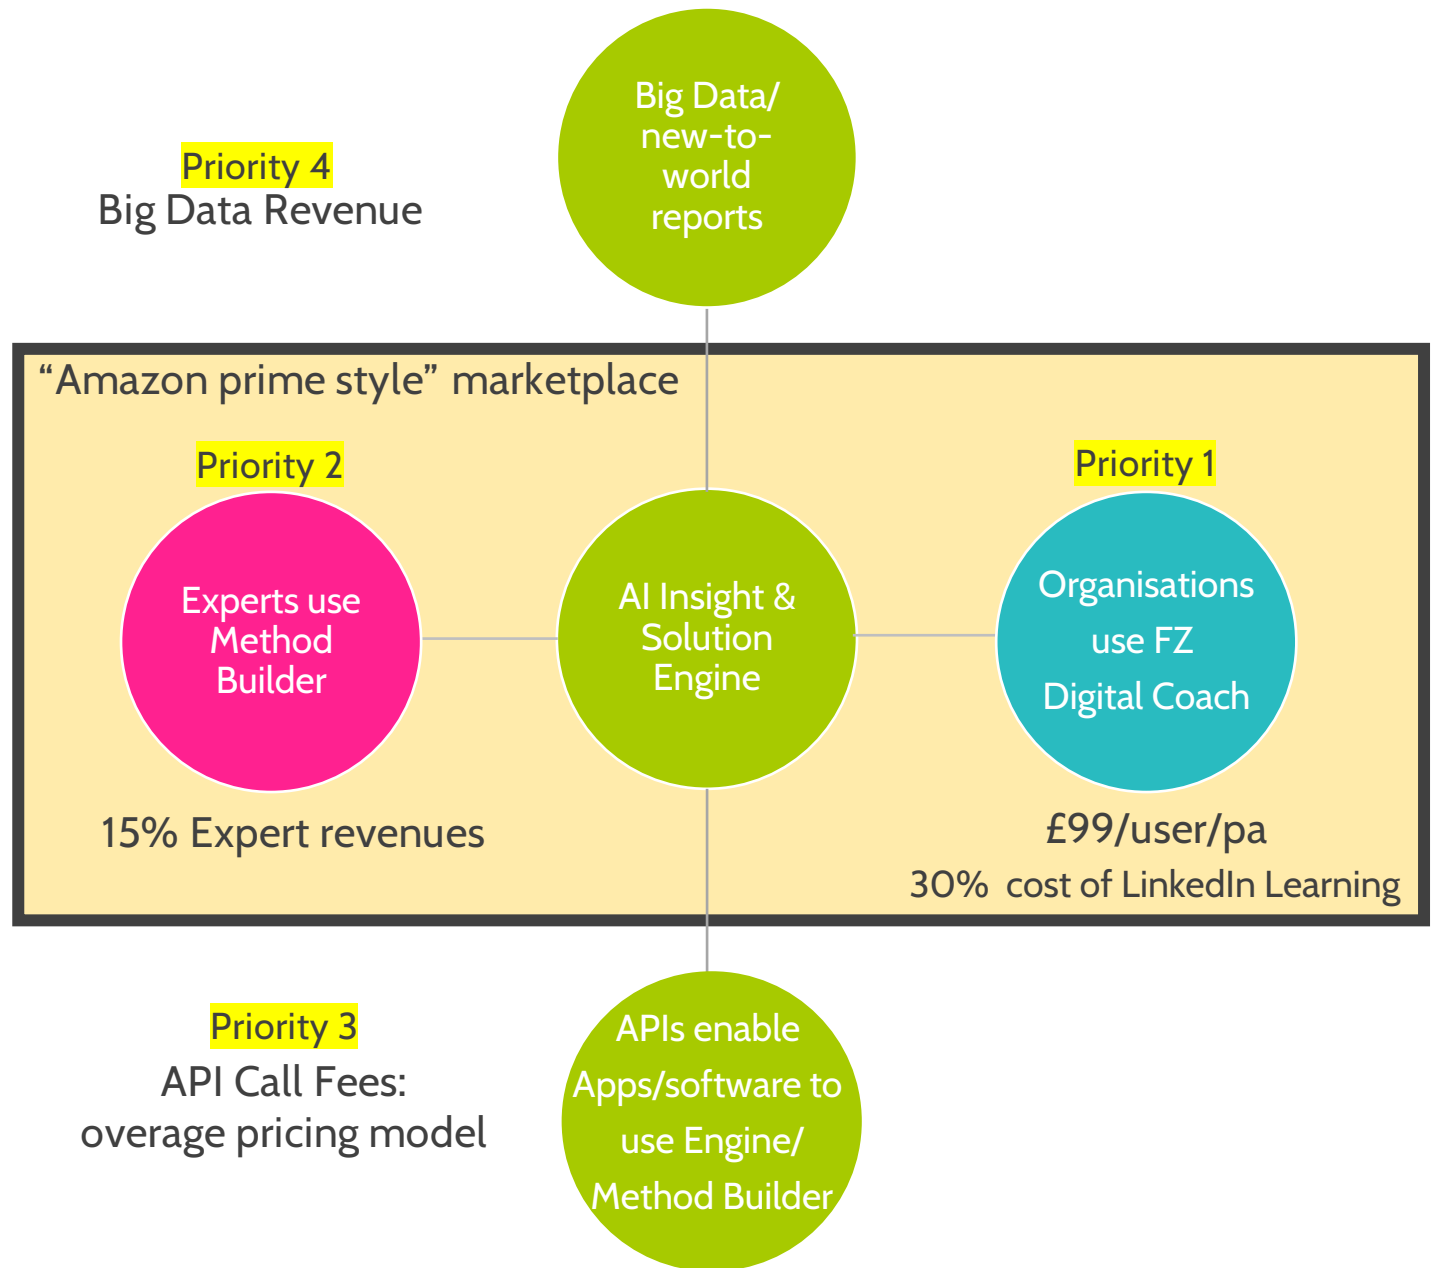 Big Data/
new-to-
world
reports
Priority 4
Big Data Revenue
“Amazon prime style” marketplace
Priority 2
Experts use
Method
Builder
15% Expert revenues
AI Insight &
Solution
Engine
Priority 1
Organisations
use FZ
Digital Coach
£99/user/pa
30% cost of LinkedIn Learning
Priority 3
API Call Fees:
overage pricing model
APIs enable
Apps/software to
use Engine/
Method Builder